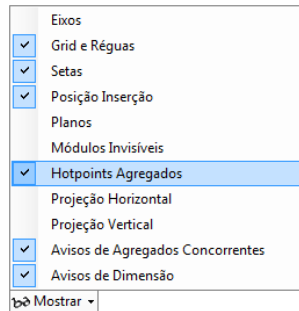 Eixos
Grid e Réguas
Setas
Posição Inserção
Planos
Módulos Invisíveis
Hotpoints Agregados
Projeção Horizontal
Projeção Vertical
Avisos de Agregados Concorrentes
Avisos de Dimensão
Mostrar